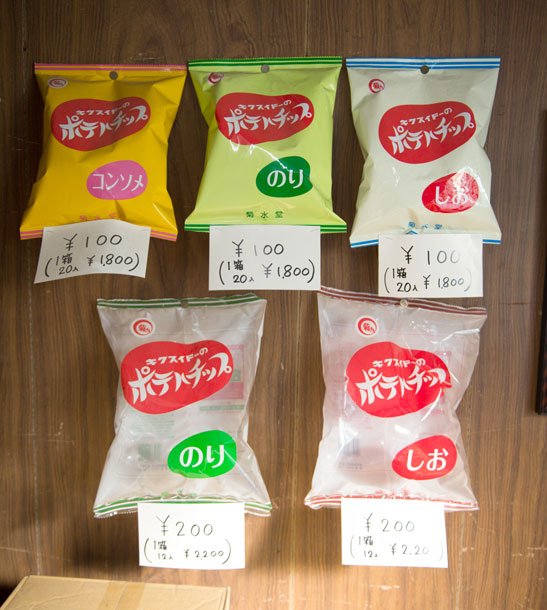 キクスイドーの
ポテトチップ
コンソメ
キクスイドーの
ポテトチップ
のり
菊水堂
キクスイドーの
ポテトチップ
しお
菊水堂
¥100
(1箱
20入 ¥1,800)
¥100
(1箱
20入 ¥1,800)
¥100
(1箱
20入 ¥1,800)
キクスイドーの
ポテトチップ
のり
キクスイドーの
ポテトチップ
しお
¥200
(1箱
12入 ¥2,200)
¥200
(1箱
12入 ¥2.20 )